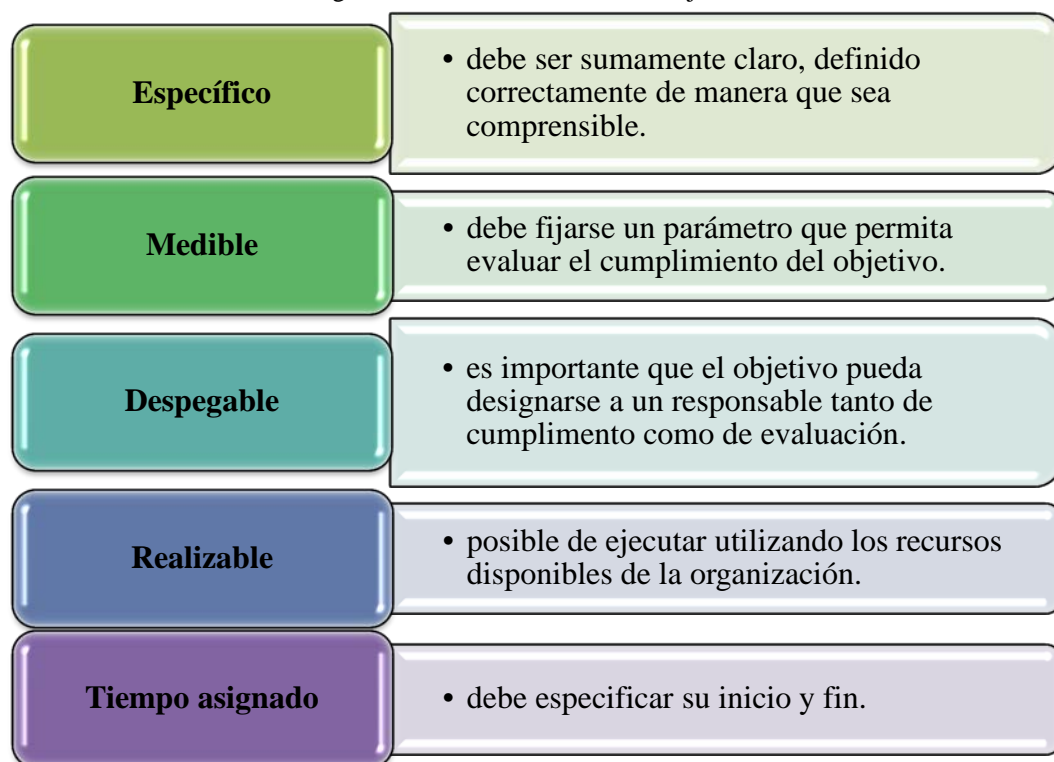 Específico
• debe ser sumamente claro, definido
correctamente de manera que sea
comprensible.
Medible
• debe fijarse un parámetro que permita
evaluar el cumplimiento del objetivo.
Despegable
• es importante que el objetivo pueda
designarse a un responsable tanto de
cumplimento como de evaluación.
Realizable
• posible de ejecutar utilizando los recursos
disponibles de la organización.
Tiempo asignado
• debe especificar su inicio y fin.